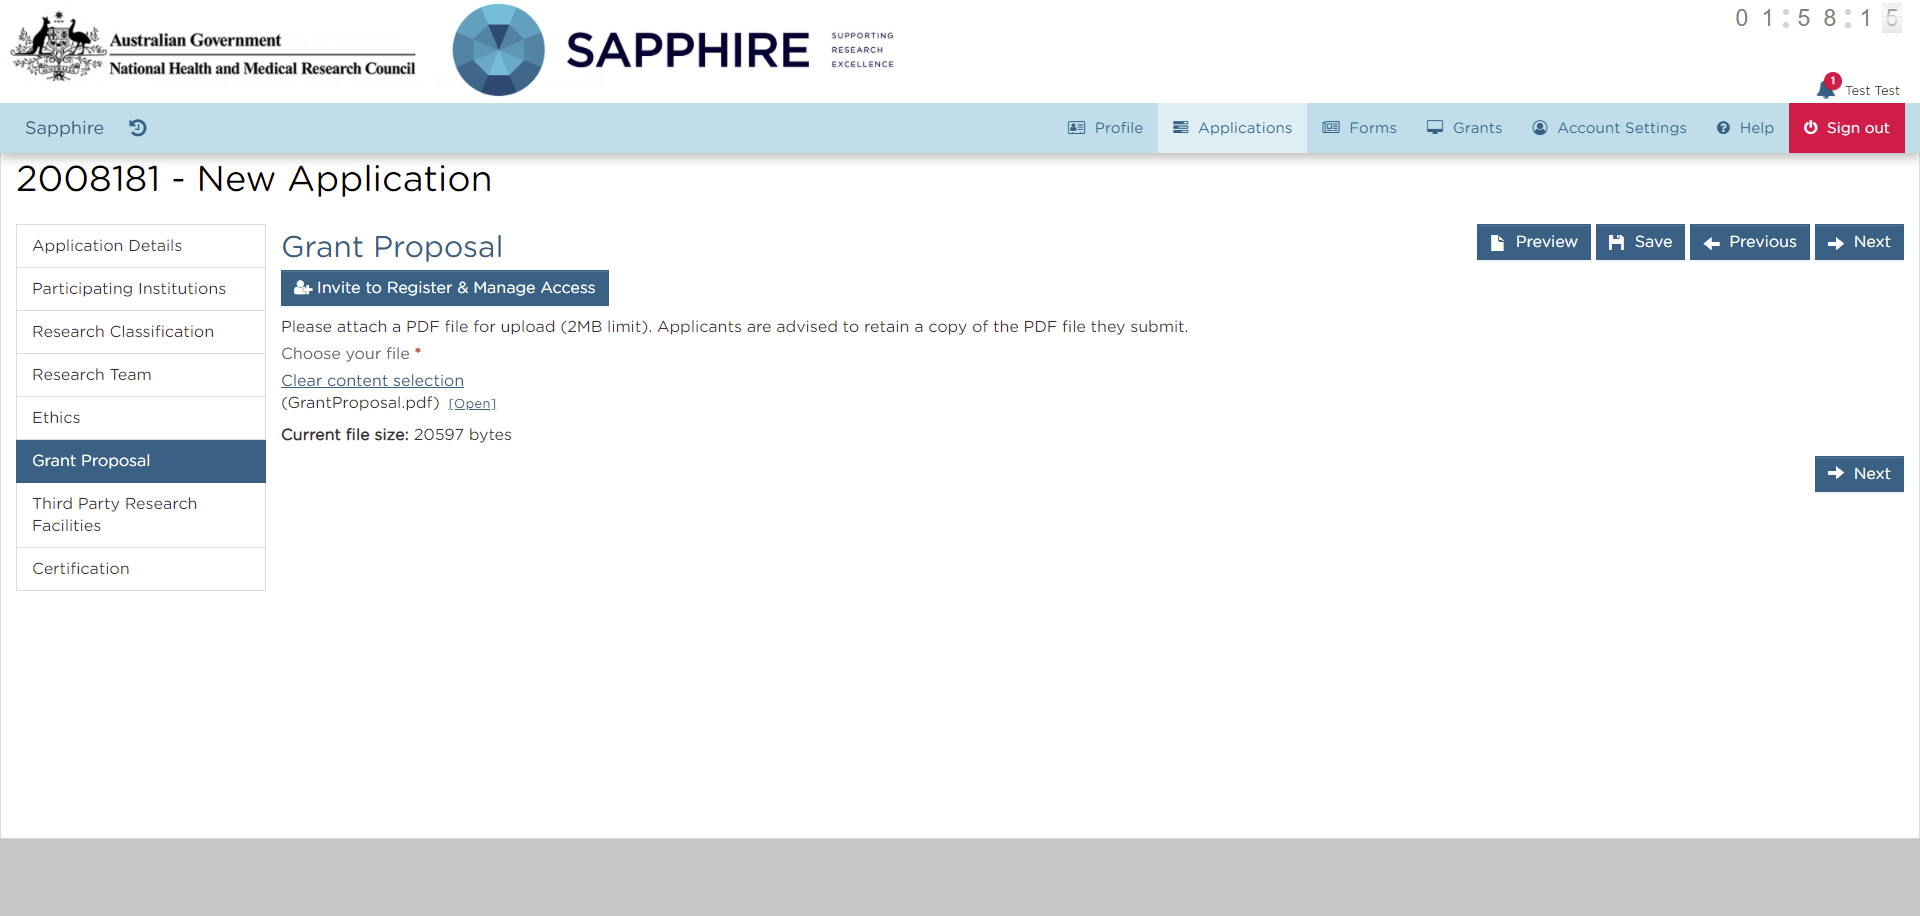 Australian Government
National Health and Medical Research Council
SAPPHIRE
SUPPORTING
RESEARCH
EXCELLENCE
01:58:15
1
Test Test
Sapphire
Profile
Applications
Forms
Grants
Account Settings
Help
Sign out
2008181 - New Application
Application Details
Participating Institutions
Research Classification
Research Team
Ethics
Grant Proposal
Third Party Research
Facilities
Certification
Grant Proposal
Preview
Save
Previous
Next
Invite to Register & Manage Access
Please attach a PDF file for upload (2MB limit). Applicants are advised to retain a copy of the PDF file they submit.
Choose your file *
Clear content selection
(GrantProposal.pdf) [Open]
Current file size: 20597 bytes
Next